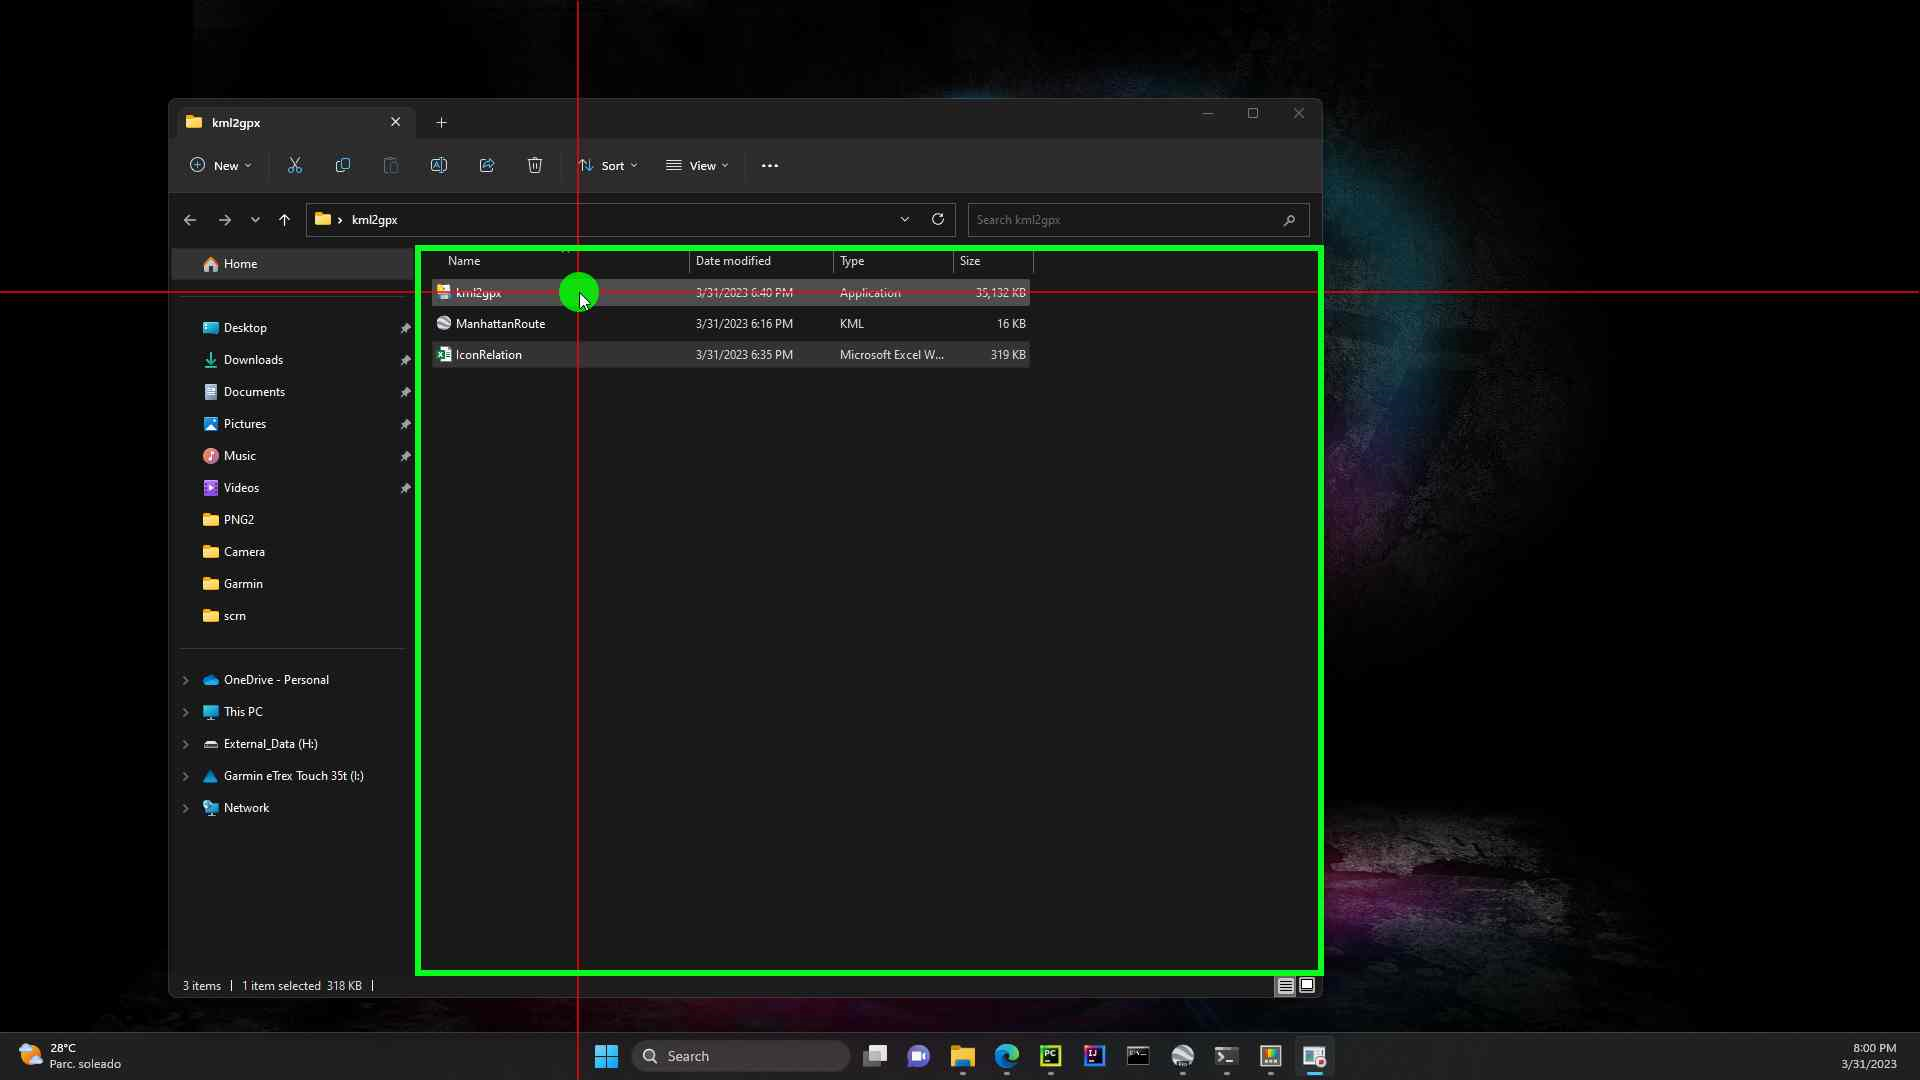 kml2gpx
New
Sort
View
kml2gpx
Search kml2gpx
Home
Name
Date modified
Type
Size
kml2gpx
3/31/2023 6:40 PM
Application
35,132 KB
ManhattanRoute
3/31/2023 6:16 PM
KML
16 KB
IconRelation
3/31/2023 6:35 PM
Microsoft Excel W...
319 KB
Desktop
Downloads
Documents
Pictures
Music
Videos
PNG2
Camera
Garmin
scrn
OneDrive - Personal
This PC
External_Data (H:)
Garmin eTrex Touch 35t (I:)
Network
3 items
1 item selected 318 KB
28°C
Parc. soleado
Search
PC
IJ
8:00 PM
3/31/2023